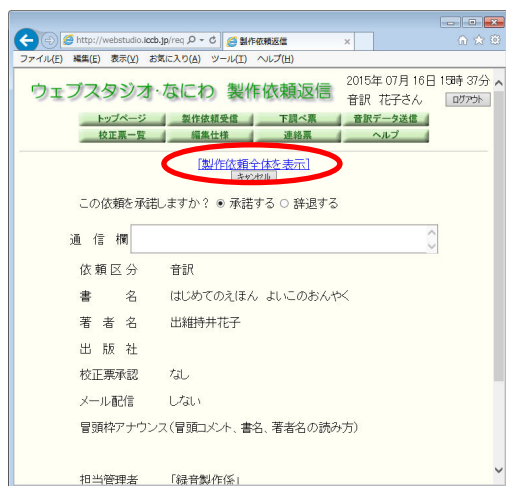 http://webstudio.iccb.jp/req
製作依頼返信
ファイル(F) 編集(E) 表示(V) お気に入り(A) ツール(T) ヘルプ(H)
ウェブスタジオ・なにわ 製作依頼返信
2015年 07月 16日 15時 37分
音訳 花子さん
ログアウト
トップページ 製作依頼受信 下調べ票 音訳データ送信
校正票一覧 編集仕様 連絡票 ヘルプ
[製作依頼全体を表示]
キャンセル
この依頼を承諾しますか? 承諾する 辞退する
通信欄
依頼区分 音訳
書名 はじめてのえほん よいこのおんやく
著者名 出維持井花子
出版社
校正票承認 なし
メール配信 しない
冒頭枠アナウンス(冒頭コメント、書名、著者名の読み方)
担当管理者 「録音製作係」